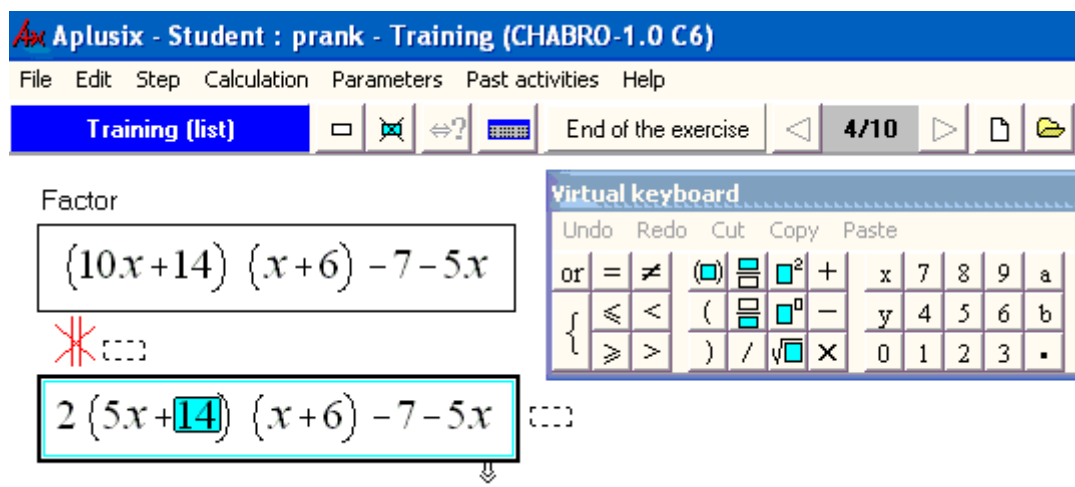 Aplusix - Student : prank - Training (CHABRO-1.0 C6)
File Edit Step Calculation Parameters Past activities Help
Training (list) ⇔? End of the exercise 4/10
Factor
(10x+14) (x+6) -7-5x
2 (5x+14) (x+6) -7-5x
Virtual keyboard
Undo Redo Cut Copy Paste
or = ≠ (□) □² + x 7 8 9 a
{ ⩽ < ( □⁰ − y 4 5 6 b
⩾ > ) / √□ × 0 1 2 3 .